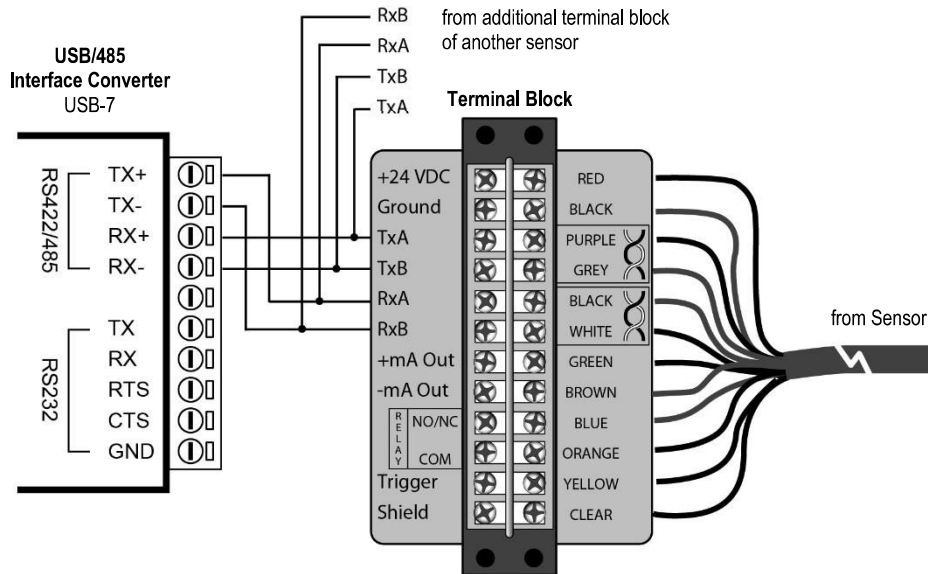 USB/485
Interface Converter
USB-7
RS422/485
TX+
TX-
RX+
RX-
RS232
TX
RX
RTS
CTS
GND
RxB
RxA
TxB
TxA
from additional terminal block
of another sensor
Terminal Block
+24 VDC
Ground
TxA
TxB
RxA
RxB
+mA Out
-mA Out
RELAY
NO/NC
COM
Trigger
Shield
RED
BLACK
PURPLE
GREY
BLACK
WHITE
GREEN
BROWN
BLUE
ORANGE
YELLOW
CLEAR
from Sensor